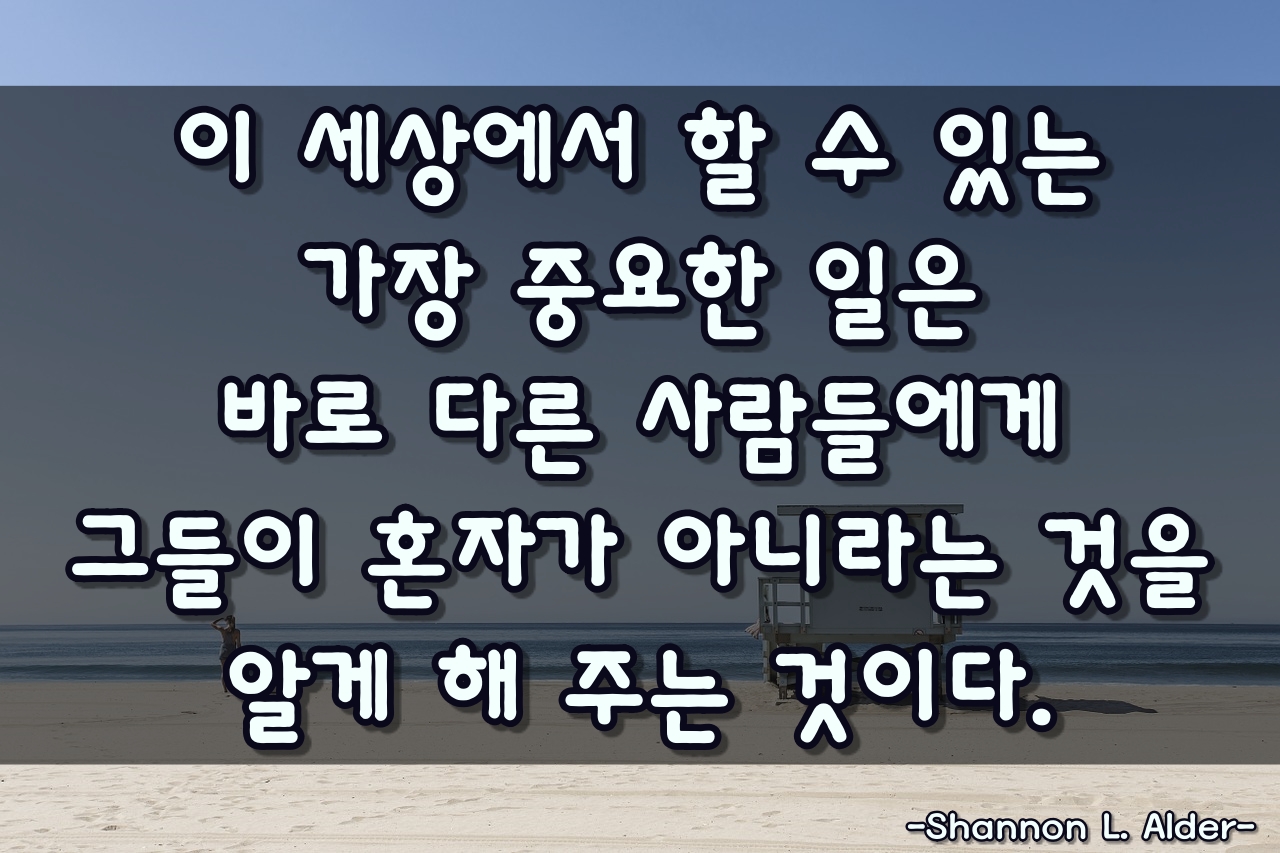 이 세상에서 할 수 있는
가장 중요한 일은
바로 다른 사람들에게
그들이 혼자가 아니라는 것을
알게 해 주는 것이다.
-Shannon L. Alder-